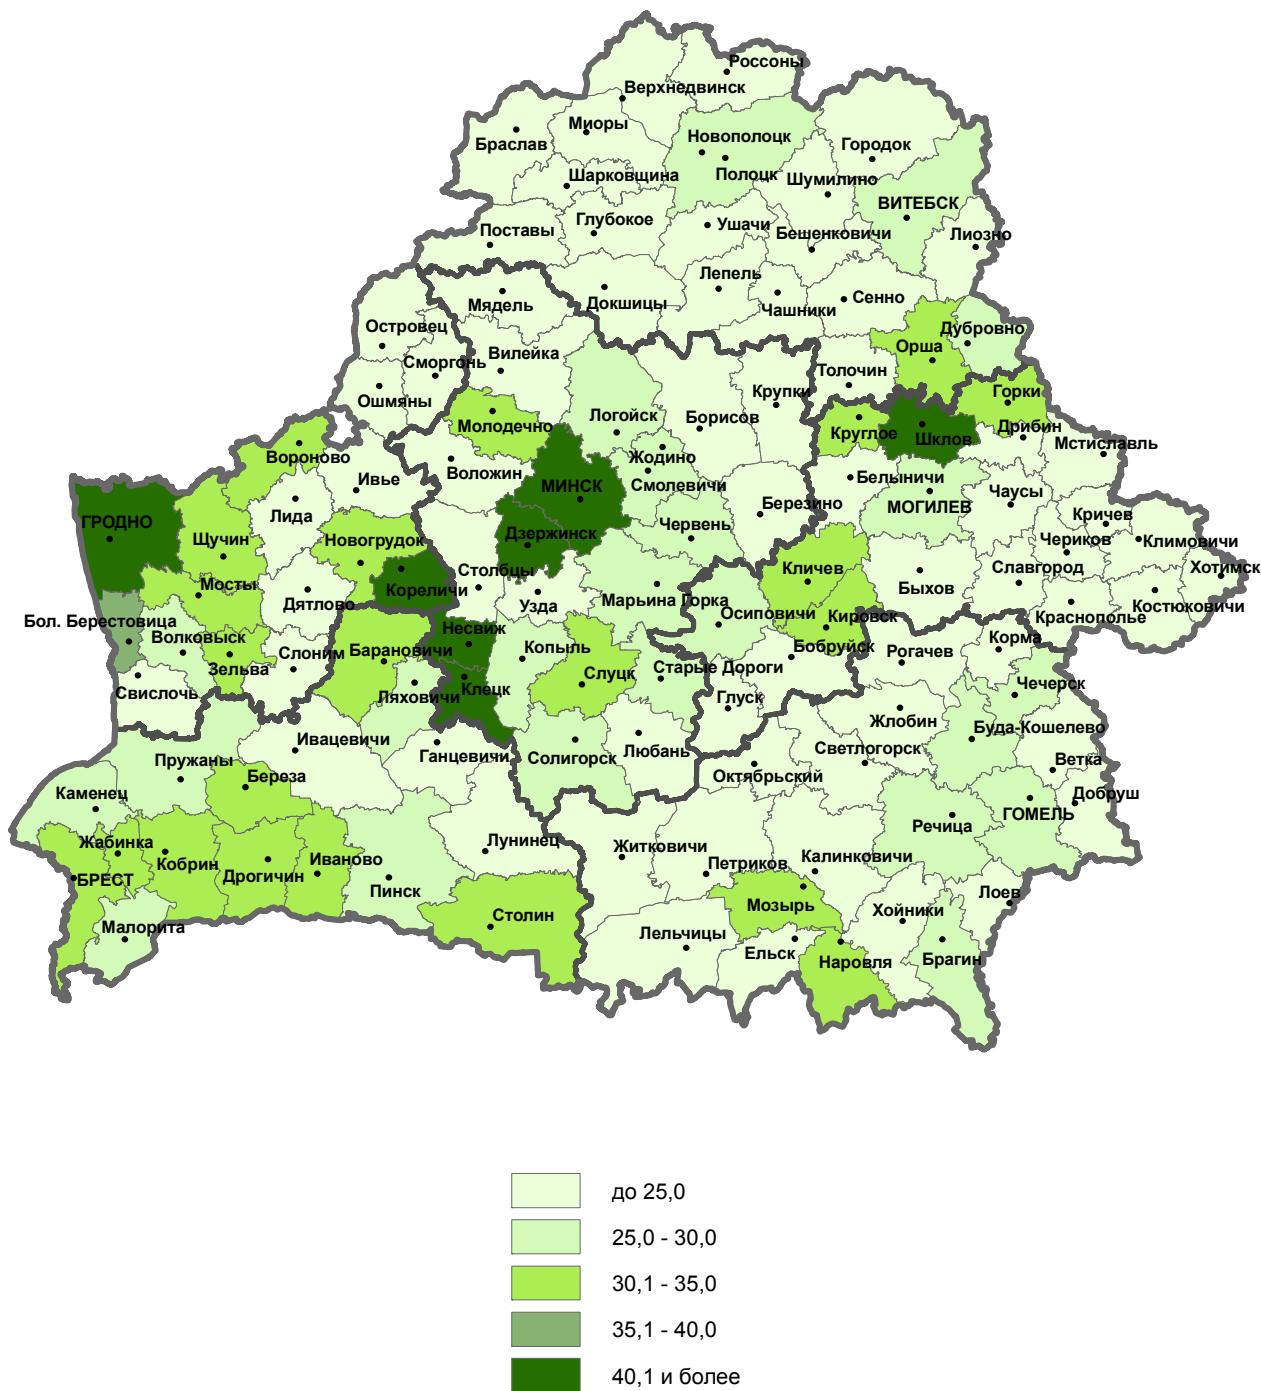 Россоны
Верхнедвинск
Миоры
Браслав
Новополоцк
Городок
Полоцк
Шарковщина
Шумилино
ВИТЕБСК
Глубокое
Ушачи
Поставы
Бешенковичи
Лиозно
Лепель
Мядель
Докшицы
Чашники
Сенно
Островец
Дубровно
Орша
Вилейка
Сморгонь
Толочин
Крупки
Ошмяны
Горки
Логойск
Борисов
Молодечно
Круглое
Шклов
Дрибин
Мстиславль
Вороново
Жодино
Воложин
Ивье
МИНСК
Смолевичи
Белыничи
Чаусы
Березино
МОГИЛЕВ
Лида
ГРОДНО
Кричев
Червень
Дзержинск
Щучин
Новогрудок
Чериков
Климовичи
Хотимск
Славгород
Столбцы
Кличев
Мосты
Кореличи
Быхов
Дятлово
Узда
Марьина Горка
Костюковичи
Осиповичи
Кировск
Краснополье
Бол. Берестовица
Несвиж
Волковыск
Корма
Бобруйск
Барановичи
Копыль
Слоним
Рогачев
Зельва
Старые Дороги
Слуцк
Клецк
Свислочь
Ляховичи
Чечерск
Глуск
Жлобин
Буда-Кошелево
Ивацевичи
Светлогорск
Ганцевичи
Любань
Солигорск
Пружаны
Ветка
Октябрьский
Береза
Каменец
Добруш
ГОМЕЛЬ
Речица
Жабинка
Лунинец
Житковичи
Калинковичи
Иваново
Кобрин
Петриков
Дрогичин
БРЕСТ
Пинск
Лоев
Мозырь
Столин
Хойники
Малорита
Лельчицы
Ельск
Наровля
Брагин
до 25,0
25,0 - 30,0
30,1 - 35,0
35,1 - 40,0
40,1 и более